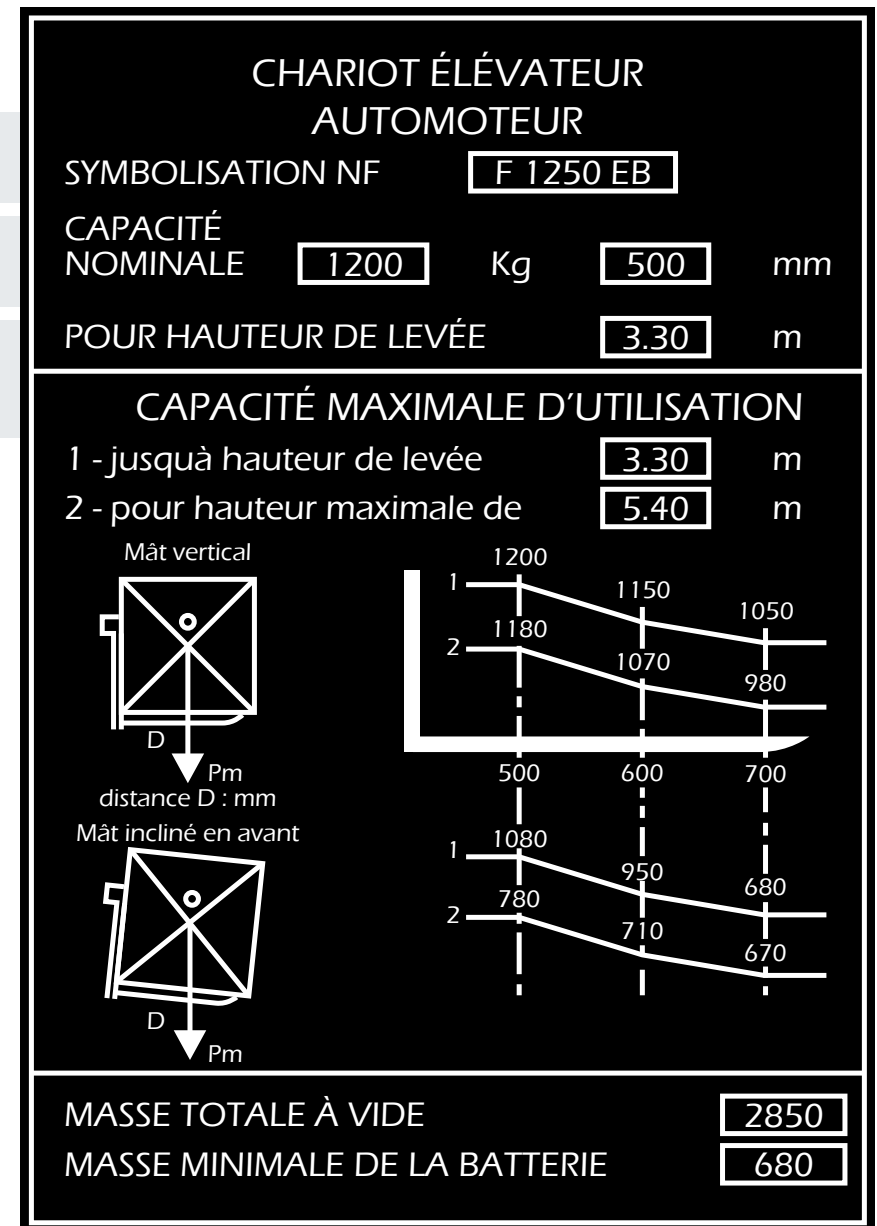 CHARIOT ÉLÉVATEUR
AUTOMOTEUR
SYMBOLISATION NF F 1250 EB
CAPACITÉ
NOMINALE 1200 Kg 500 mm
POUR HAUTEUR DE LEVÉE 3.30 m
CAPACITÉ MAXIMALE D'UTILISATION
1 - jusquà hauteur de levée 3.30 m
2 - pour hauteur maximale de 5.40 m
Mât vertical
D
Pm
distance D : mm
1200
1 1150 1050
1180
2 1070 980
500 600 700
Mât incliné en avant
D
Pm
1080
1 950 680
780
2 710 670
MASSE TOTALE À VIDE 2850
MASSE MINIMALE DE LA BATTERIE 680